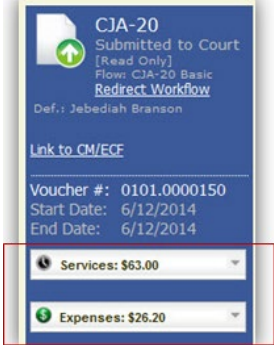 CJA-20
Submitted to Court
[Read Only]
Flow: CJA-20 Basic
Redirect Workflow
Def.: Jebediah Branson
Link to CM/ECF
Voucher #: 0101.0000150
Start Date: 6/12/2014
End Date: 6/12/2014
Services: $63.00
$ Expenses: $26.20